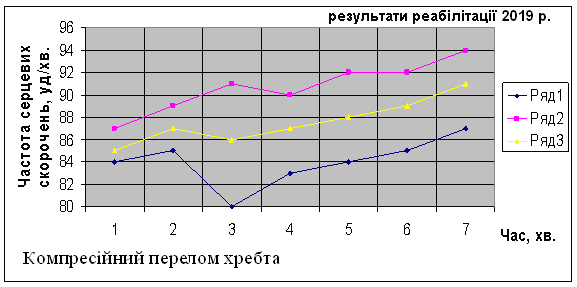 результати реабілітації 2019 р.
Частота серцевих
скорочень, уд/хв.
96
94
92
90
88
86
84
82
80
1 2 3 4 5 6 7
Час, хв.
Ряд1
Ряд2
Ряд3
Компресійний перелом хребта